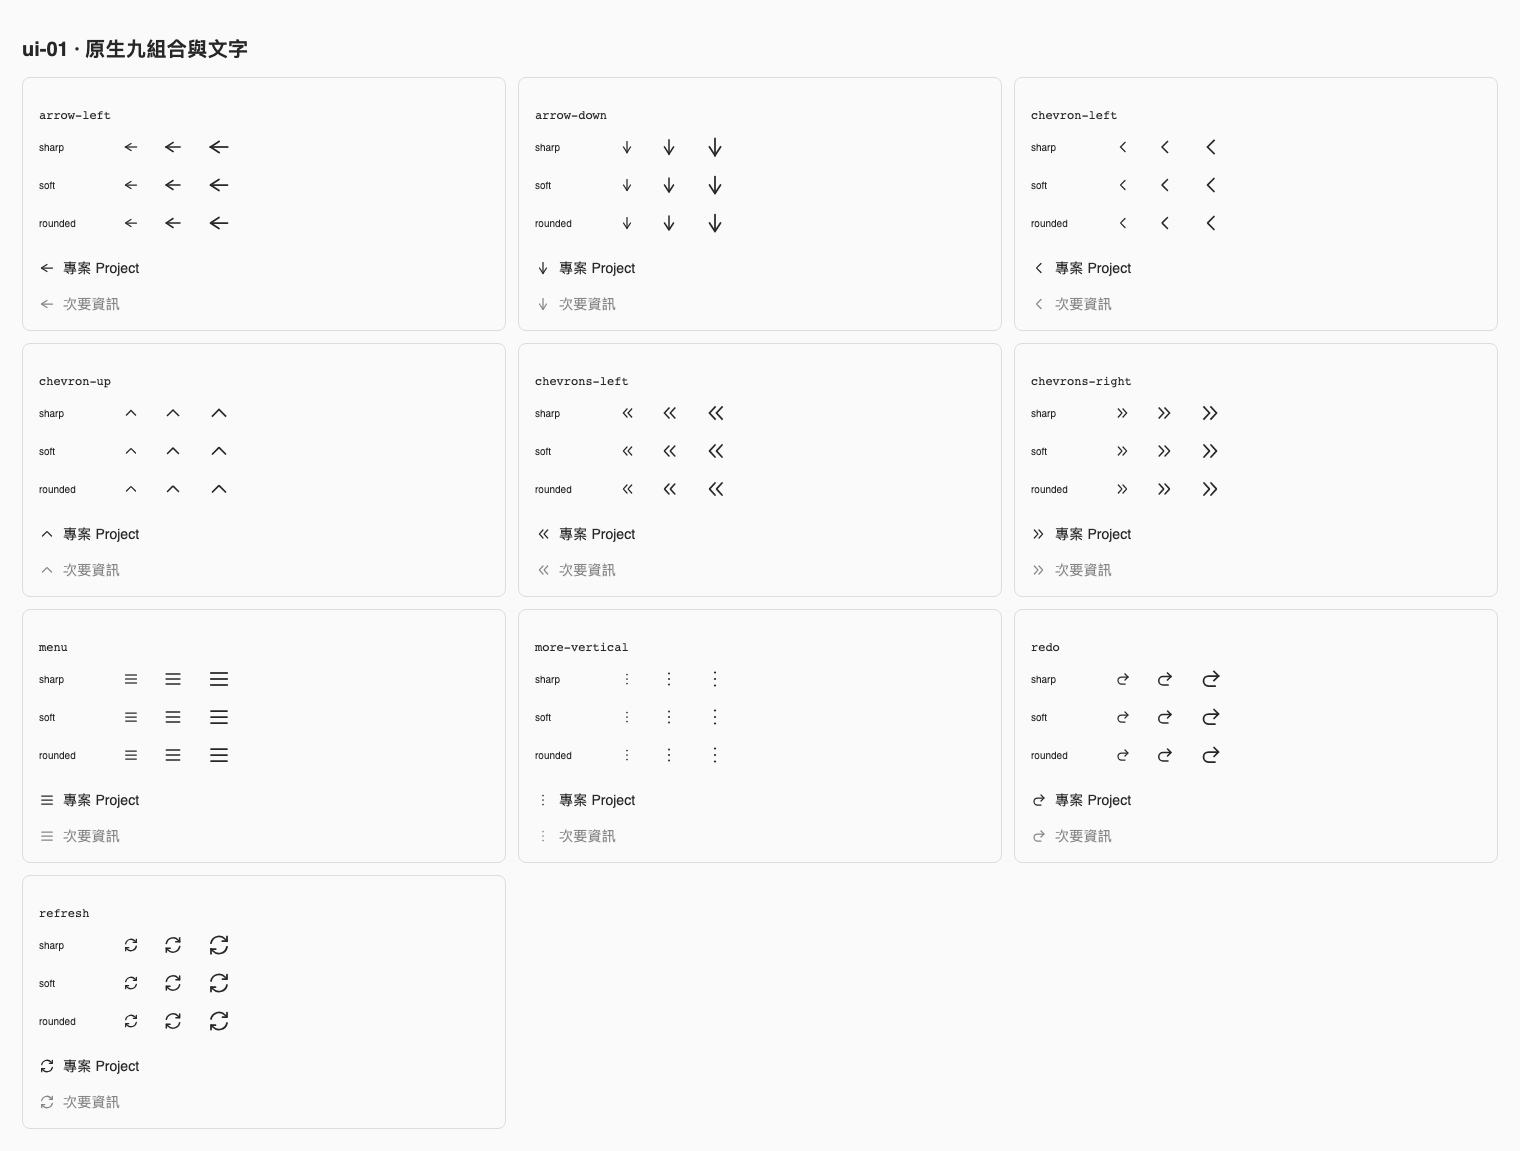 ui-01 · 原生九組合與文字
arrow-left
sharp
soft
rounded
專案 Project
次要資訊
arrow-down
sharp
soft
rounded
專案 Project
次要資訊
chevron-left
sharp
soft
rounded
專案 Project
次要資訊
chevron-up
sharp
soft
rounded
專案 Project
次要資訊
chevrons-left
sharp
soft
rounded
專案 Project
次要資訊
chevrons-right
sharp
soft
rounded
專案 Project
次要資訊
menu
sharp
soft
rounded
專案 Project
次要資訊
more-vertical
sharp
soft
rounded
專案 Project
次要資訊
redo
sharp
soft
rounded
專案 Project
次要資訊
refresh
sharp
soft
rounded
專案 Project
次要資訊